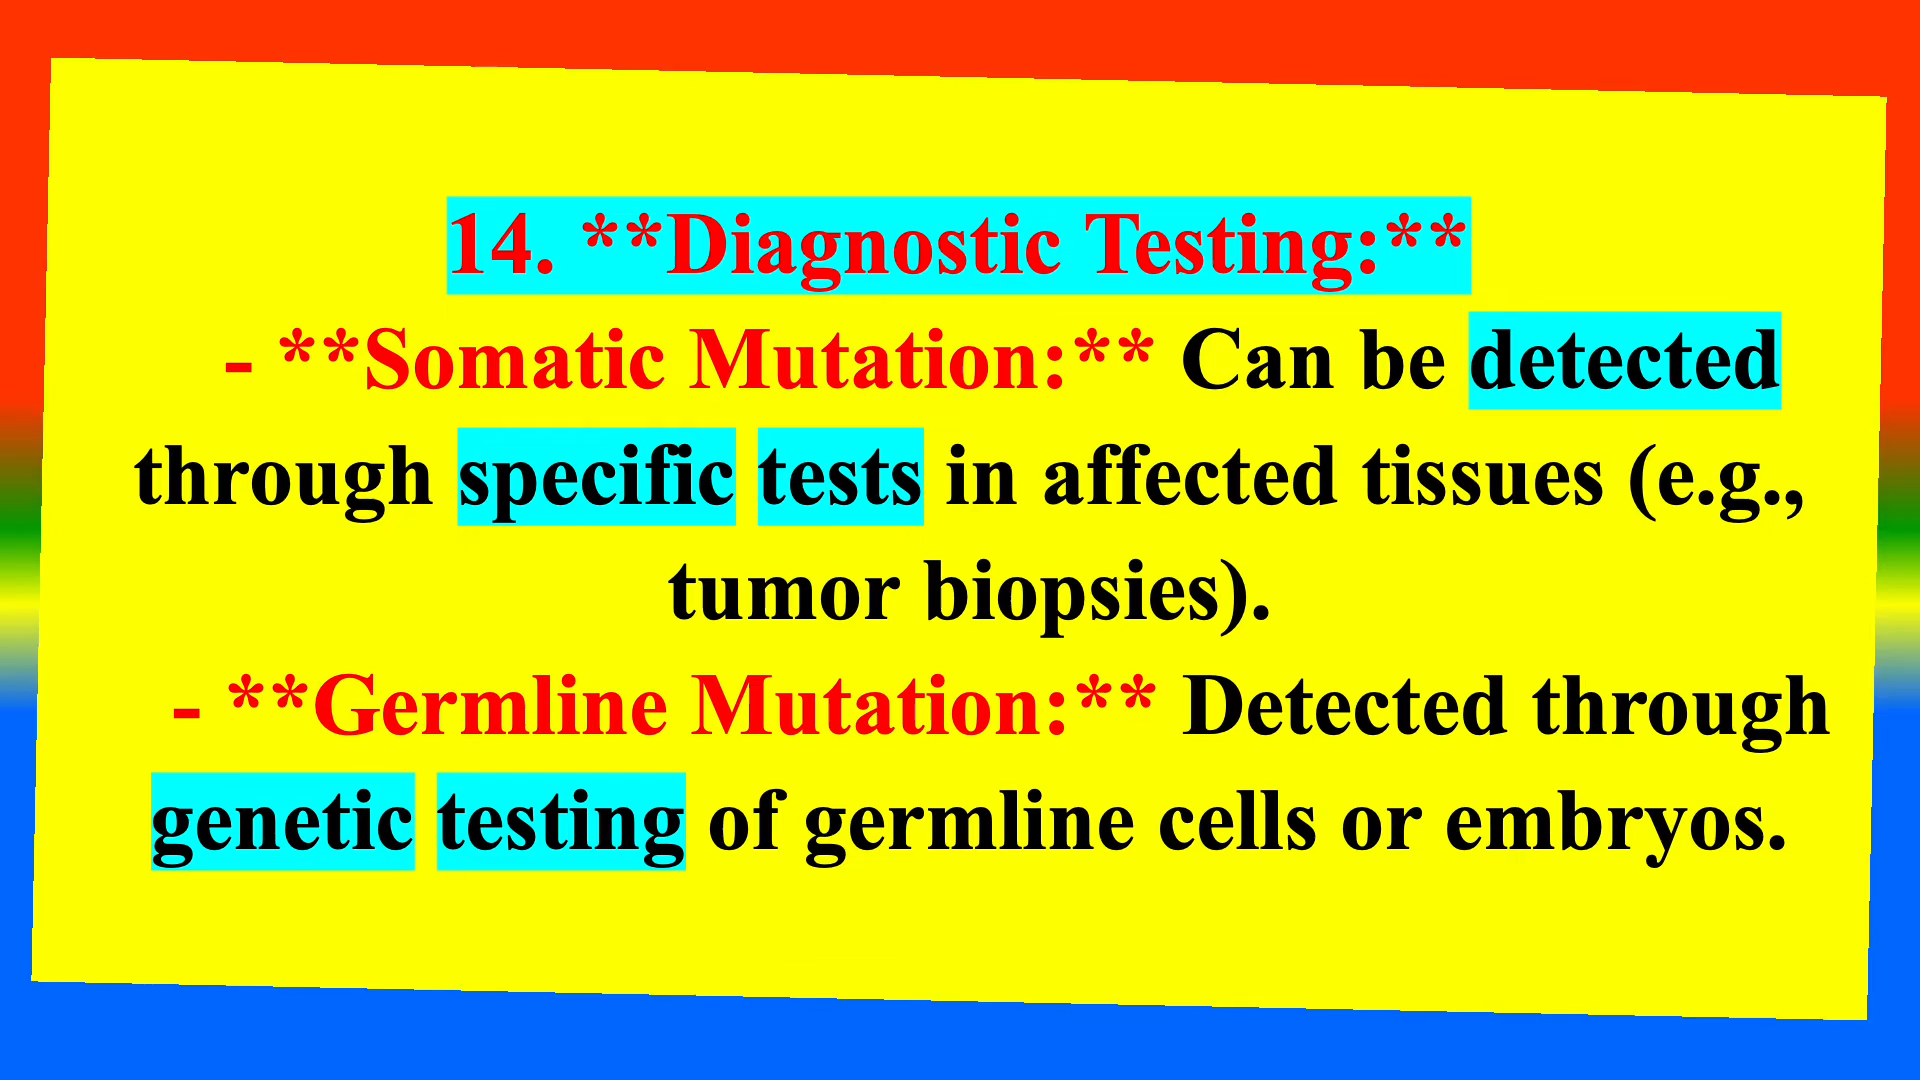 14. **Diagnostic Testing:**
- **Somatic Mutation:** Can be detected
through specific tests in affected tissues (e.g.,
tumor biopsies).
- **Germline Mutation:** Detected through
genetic testing of germline cells or embryos.